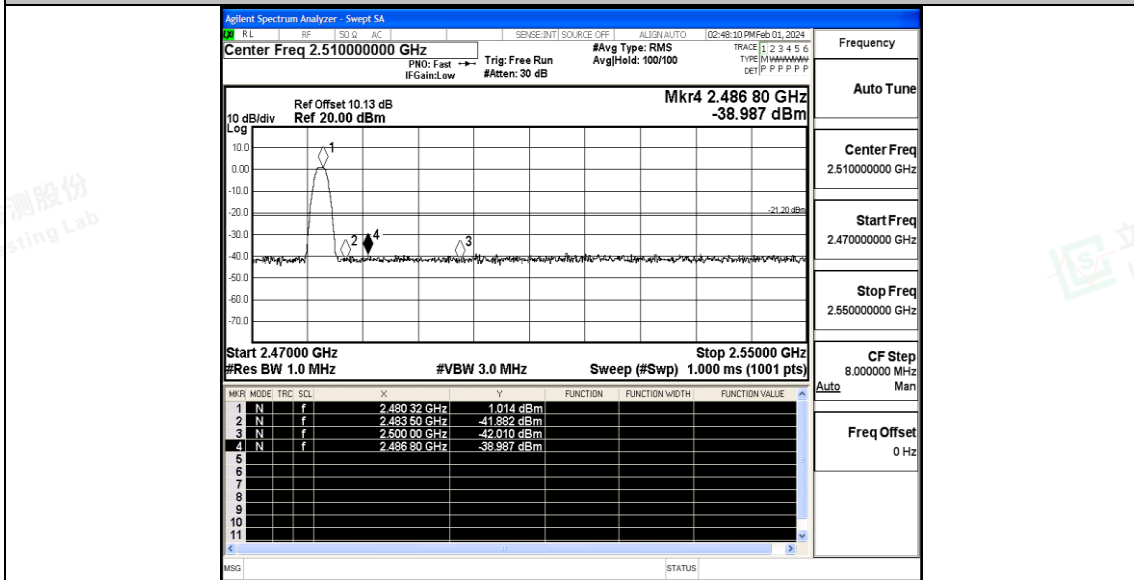 Agilent Spectrum Analyzer - Swept SA
RL RF 50 Ω AC SENSE:INT SOURCE OFF ALIGN AUTO 02:48:10 PM Feb 01, 2024
Center Freq 2.510000000 GHz
PNO: Fast
IFGain:Low
Trig: Free Run
#Atten: 30 dB
#Avg Type: RMS
Avg|Hold: 100/100
TRACE 1 2 3 4 5 6
TYPE M
DET P P P P P P
Mkr4 2.486 80 GHz
-38.987 dBm
Ref Offset 10.13 dB
10 dB/div Ref 20.00 dBm
Log
10.0
0.00
-10.0
-20.0
-30.0
-40.0
-50.0
-60.0
-70.0
1
2
4
3
-21.20 dBm
Start 2.47000 GHz Stop 2.55000 GHz
#Res BW 1.0 MHz #VBW 3.0 MHz Sweep (#Swp) 1.000 ms (1001 pts)
MKR MODE TRC SCL X Y FUNCTION FUNCTION WIDTH FUNCTION VALUE
1 N f 2.480 32 GHz 1.014 dBm
2 N f 2.483 50 GHz -41.882 dBm
3 N f 2.500 00 GHz -42.010 dBm
4 N f 2.486 80 GHz -38.987 dBm
5
6
7
8
9
10
11
MSG STATUS
Frequency
Auto Tune
Center Freq
2.510000000 GHz
Start Freq
2.470000000 GHz
Stop Freq
2.550000000 GHz
CF Step
8.000000 MHz
Auto Man
Freq Offset
0 Hz
测股份
sting Lab
立